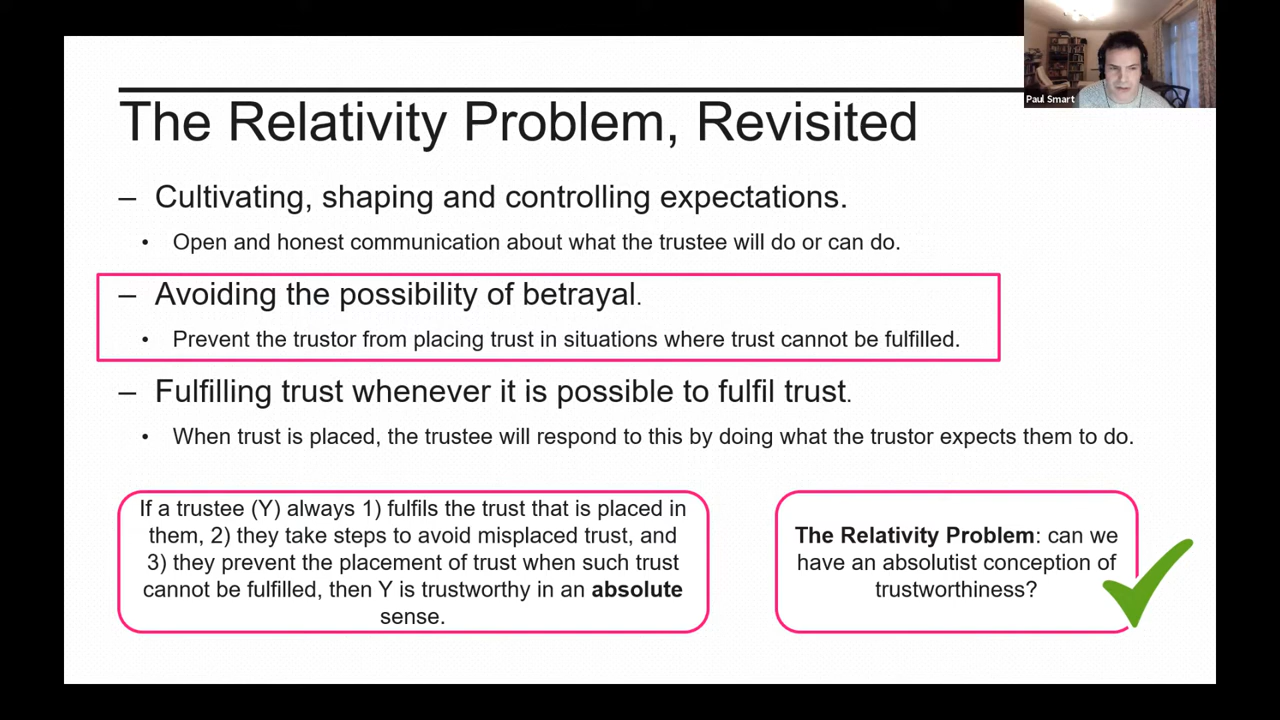 Paul Smart
The Relativity Problem, Revisited
– Cultivating, shaping and controlling expectations.
• Open and honest communication about what the trustee will do or can do.
– Avoiding the possibility of betrayal.
• Prevent the trustor from placing trust in situations where trust cannot be fulfilled.
– Fulfilling trust whenever it is possible to fulfil trust.
• When trust is placed, the trustee will respond to this by doing what the trustor expects them to do.
If a trustee (Y) always 1) fulfils the trust that is placed in
them, 2) they take steps to avoid misplaced trust, and
3) they prevent the placement of trust when such trust
cannot be fulfilled, then Y is trustworthy in an absolute
sense.
The Relativity Problem: can we
have an absolutist conception of
trustworthiness?